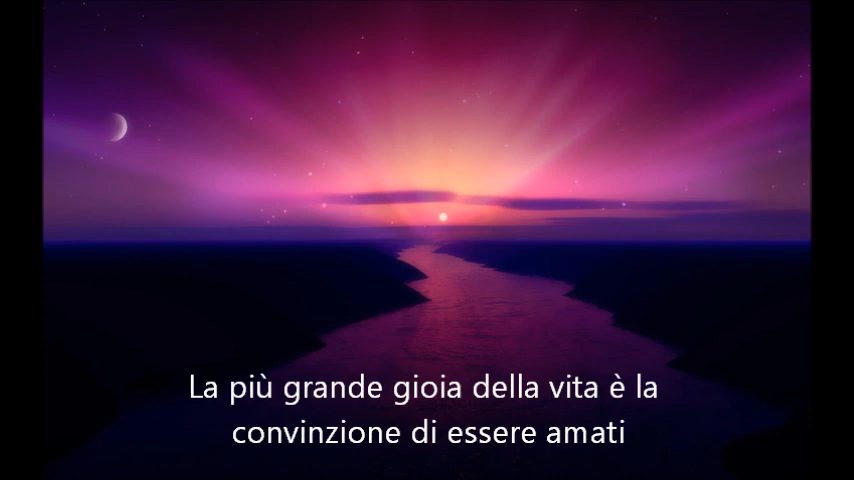 La più grande gioia della vita è la
convinzione di essere amati